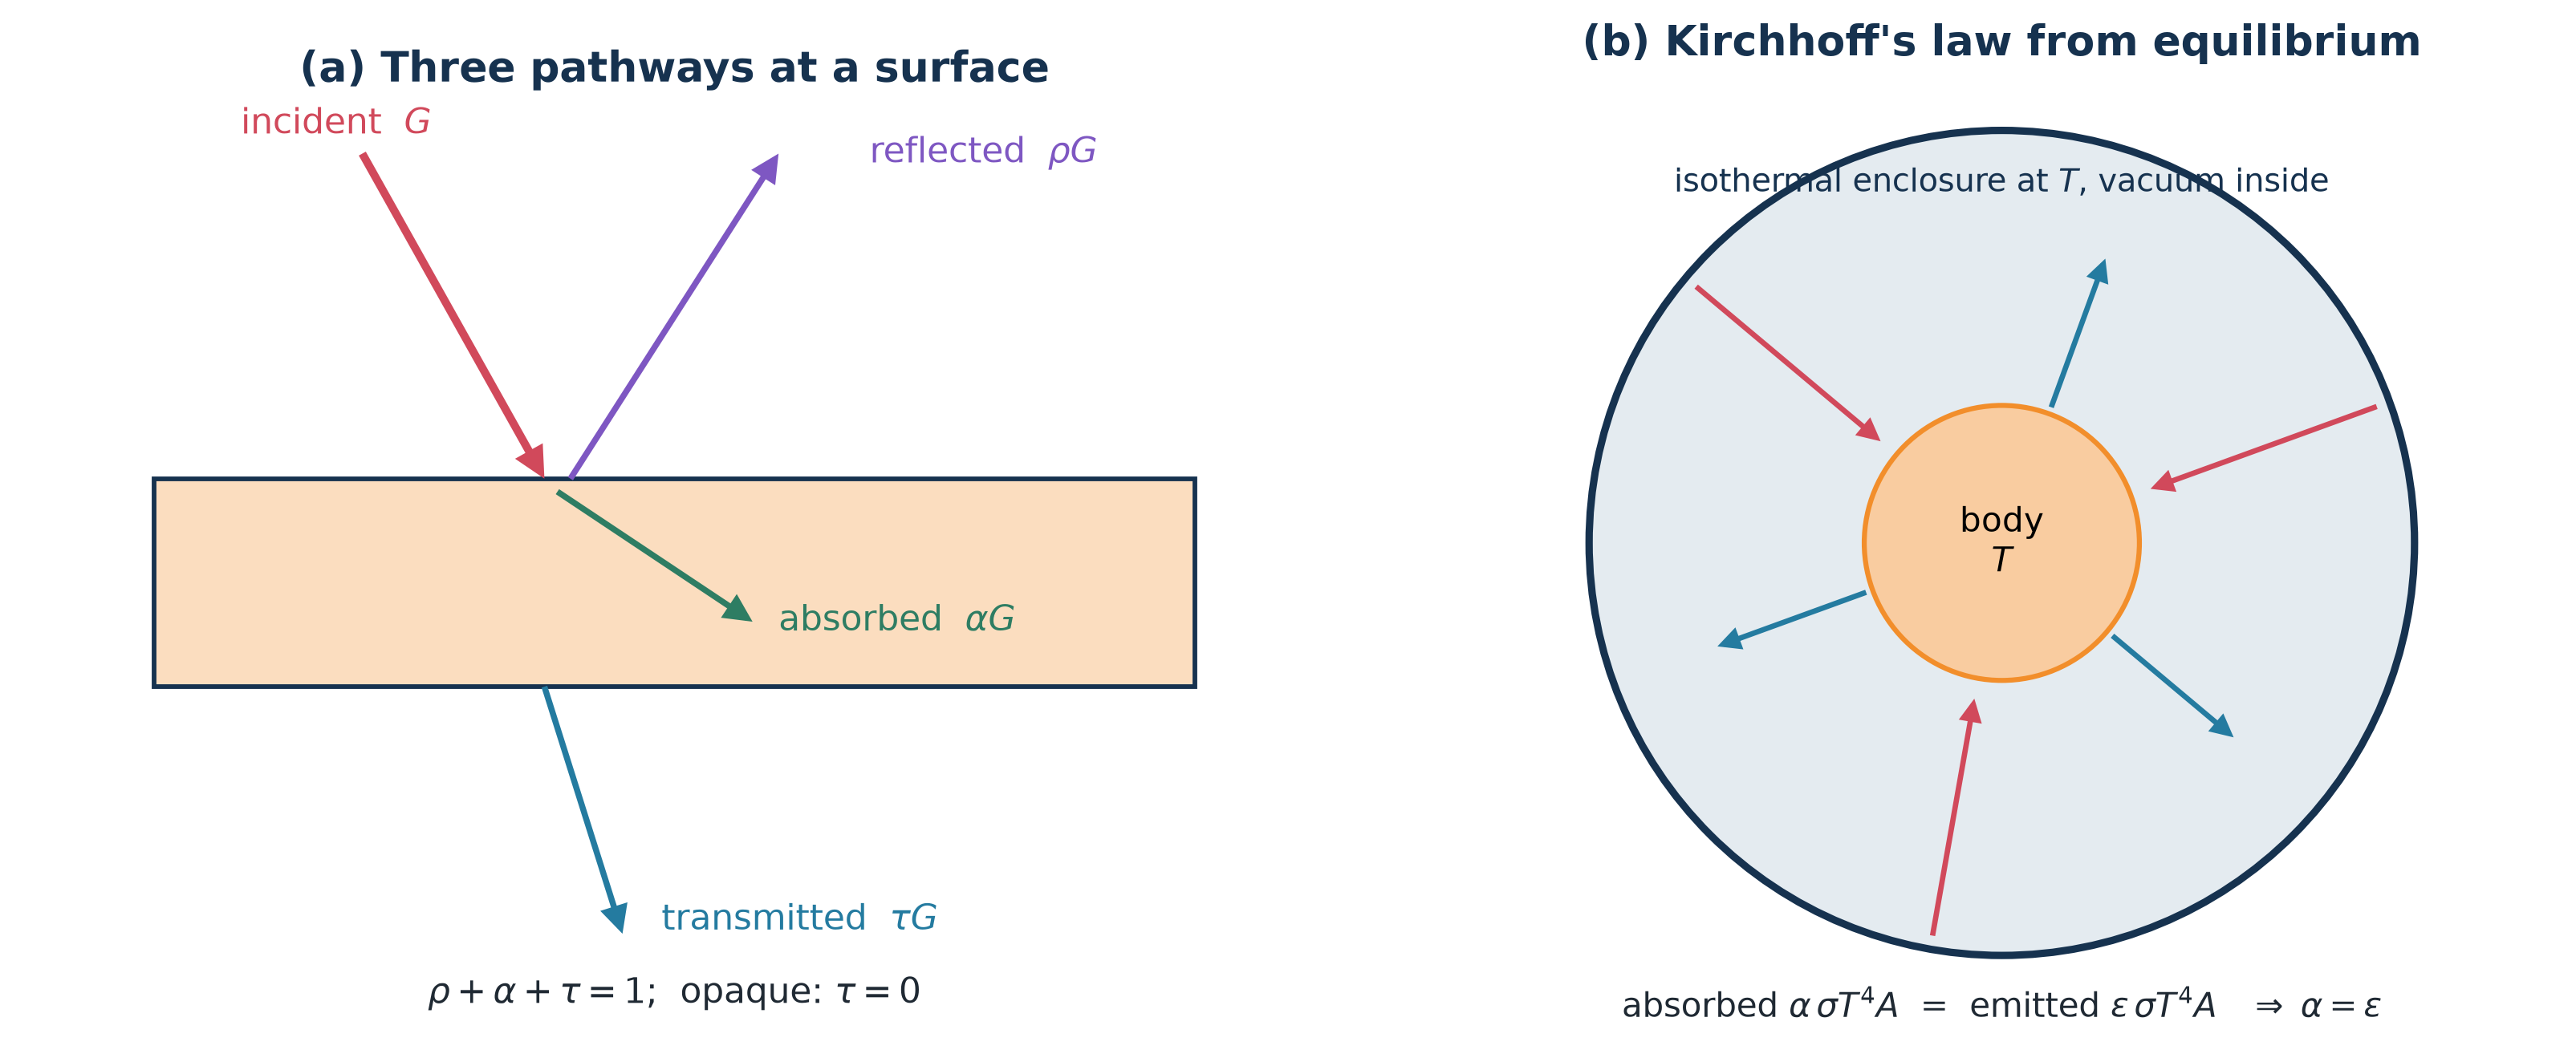 (a) Three pathways at a surface
incident G
reflected ρG
absorbed αG
transmitted τG
ρ + α + τ = 1; opaque: τ = 0
(b) Kirchhoff's law from equilibrium
isothermal enclosure at T, vacuum inside
body
T
absorbed α σT⁴A = emitted ε σT⁴A ⇒ α = ε